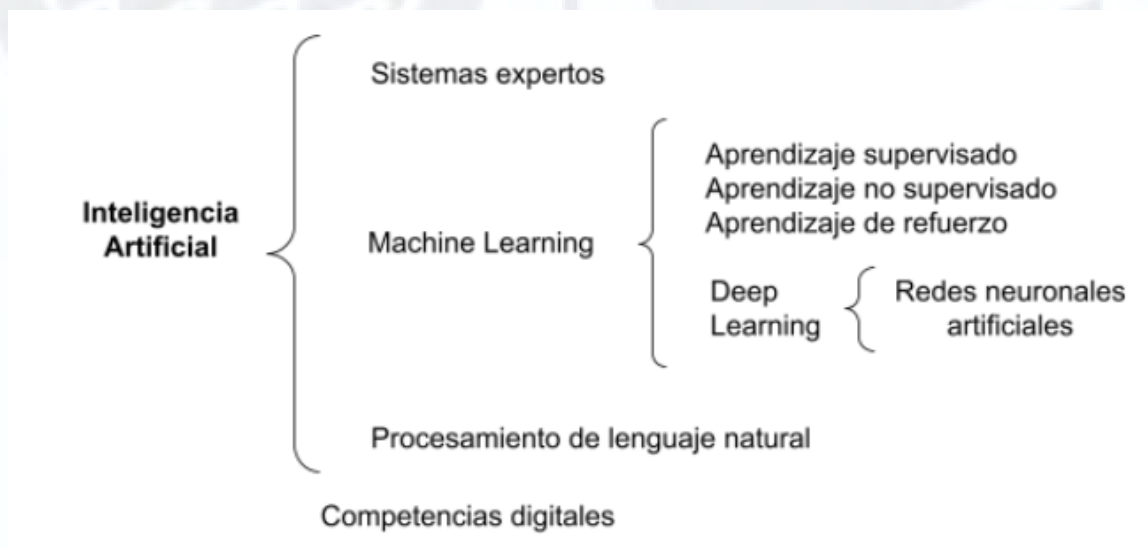 Sistemas expertos
Inteligencia
Artificial
Machine Learning
Aprendizaje supervisado
Aprendizaje no supervisado
Aprendizaje de refuerzo
Deep
Learning
Redes neuronales
artificiales
Procesamiento de lenguaje natural
Competencias digitales